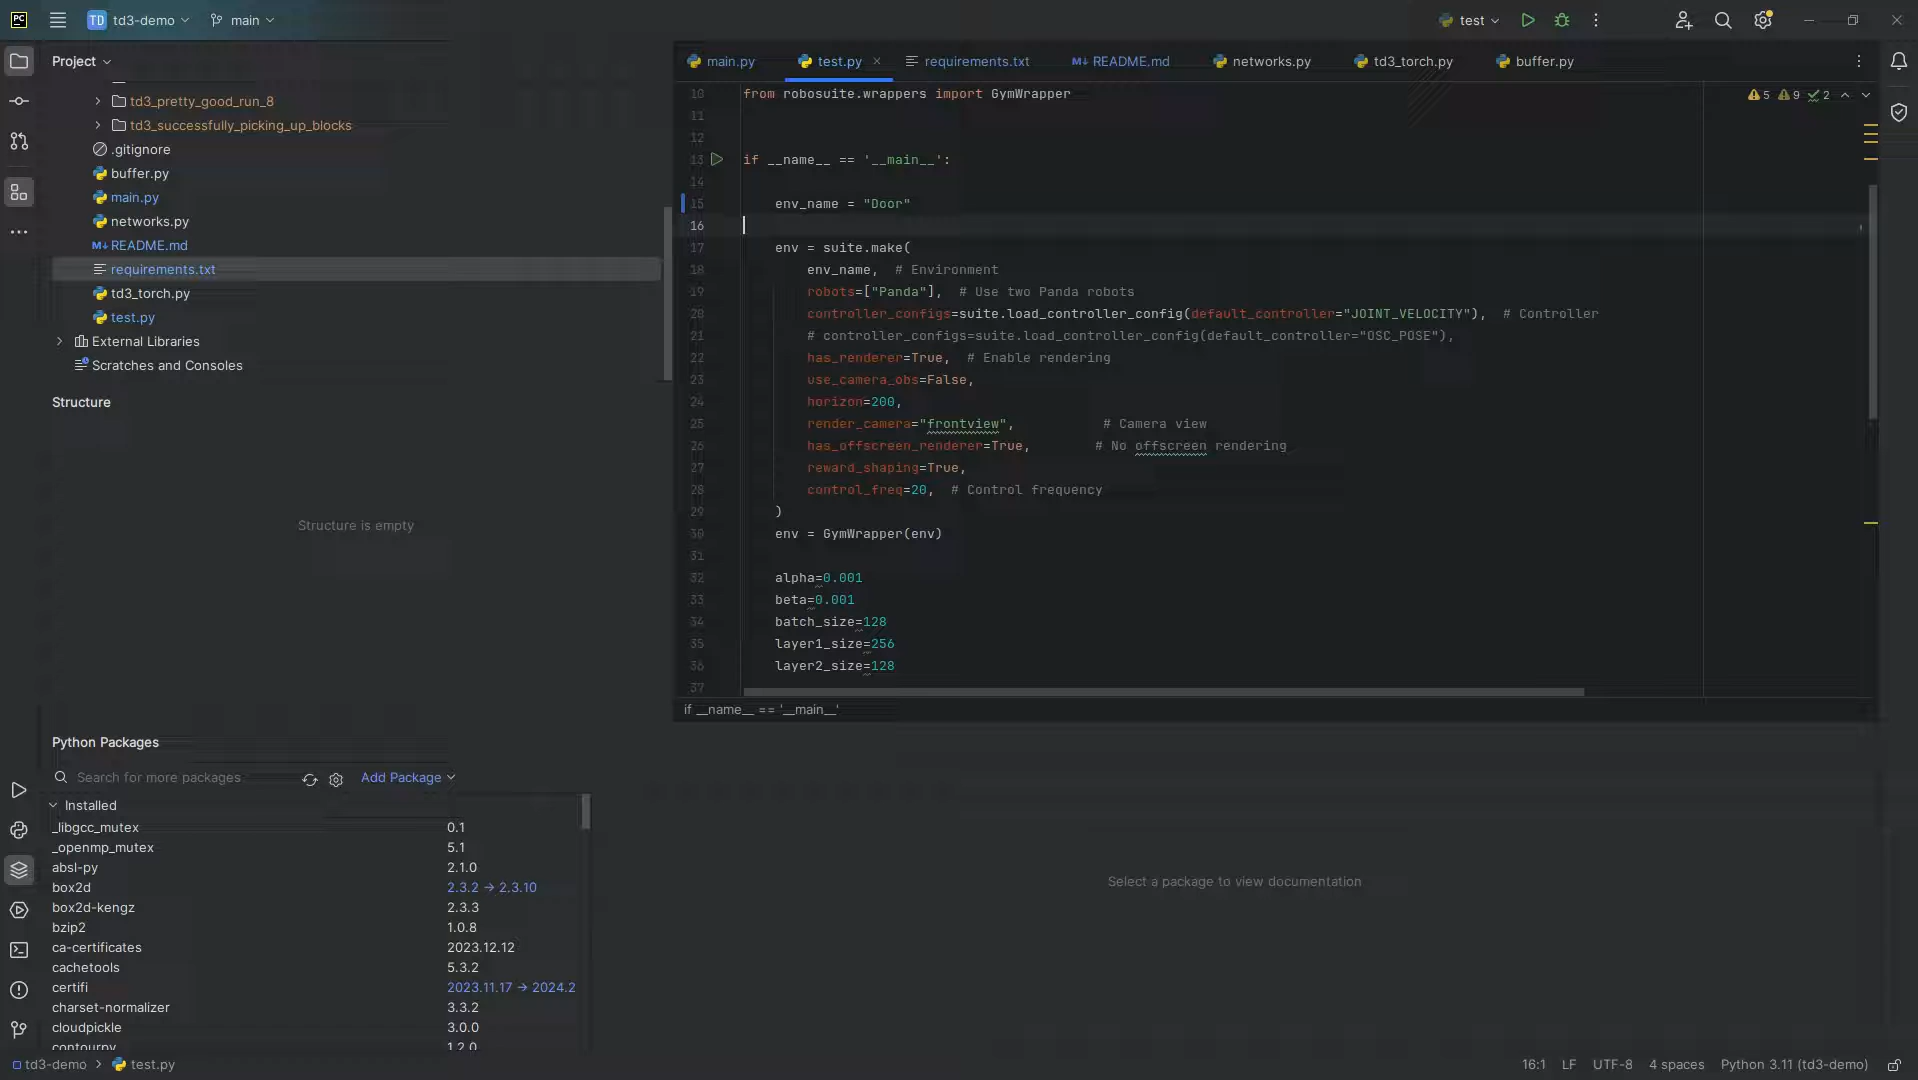 PC TD td3-demo main test
Project
td3_pretty_good_run_8
td3_successfully_picking_up_blocks
.gitignore
buffer.py
main.py
networks.py
M↓ README.md
requirements.txt
td3_torch.py
test.py
External Libraries
Scratches and Consoles
Structure
Structure is empty
main.py test.py requirements.txt M↓ README.md networks.py td3_torch.py buffer.py
5 9 2
10 from robosuite.wrappers import GymWrapper
11
12
13 if __name__ == '__main__':
14
15 env_name = "Door"
16
17 env = suite.make(
18 env_name, # Environment
19 robots=["Panda"], # Use two Panda robots
20 controller_configs=suite.load_controller_config(default_controller="JOINT_VELOCITY"), # Controller
21 # controller_configs=suite.load_controller_config(default_controller="OSC_POSE"),
22 has_renderer=True, # Enable rendering
23 use_camera_obs=False,
24 horizon=200,
25 render_camera="frontview", # Camera view
26 has_offscreen_renderer=True, # No offscreen rendering
27 reward_shaping=True,
28 control_freq=20, # Control frequency
29 )
30 env = GymWrapper(env)
31
32 alpha=0.001
33 beta=0.001
34 batch_size=128
35 layer1_size=256
36 layer2_size=128
37
if __name__ == '__main__'
Python Packages
Search for more packages Add Package
Installed
_libgcc_mutex 0.1
_openmp_mutex 5.1
absl-py 2.1.0
box2d 2.3.2 → 2.3.10
box2d-kengz 2.3.3
bzip2 1.0.8
ca-certificates 2023.12.12
cachetools 5.3.2
certifi 2023.11.17 → 2024.2
charset-normalizer 3.3.2
cloudpickle 3.0.0
contourpy 1.2.0
Select a package to view documentation
td3-demo test.py 16:1 LF UTF-8 4 spaces Python 3.11 (td3-demo)